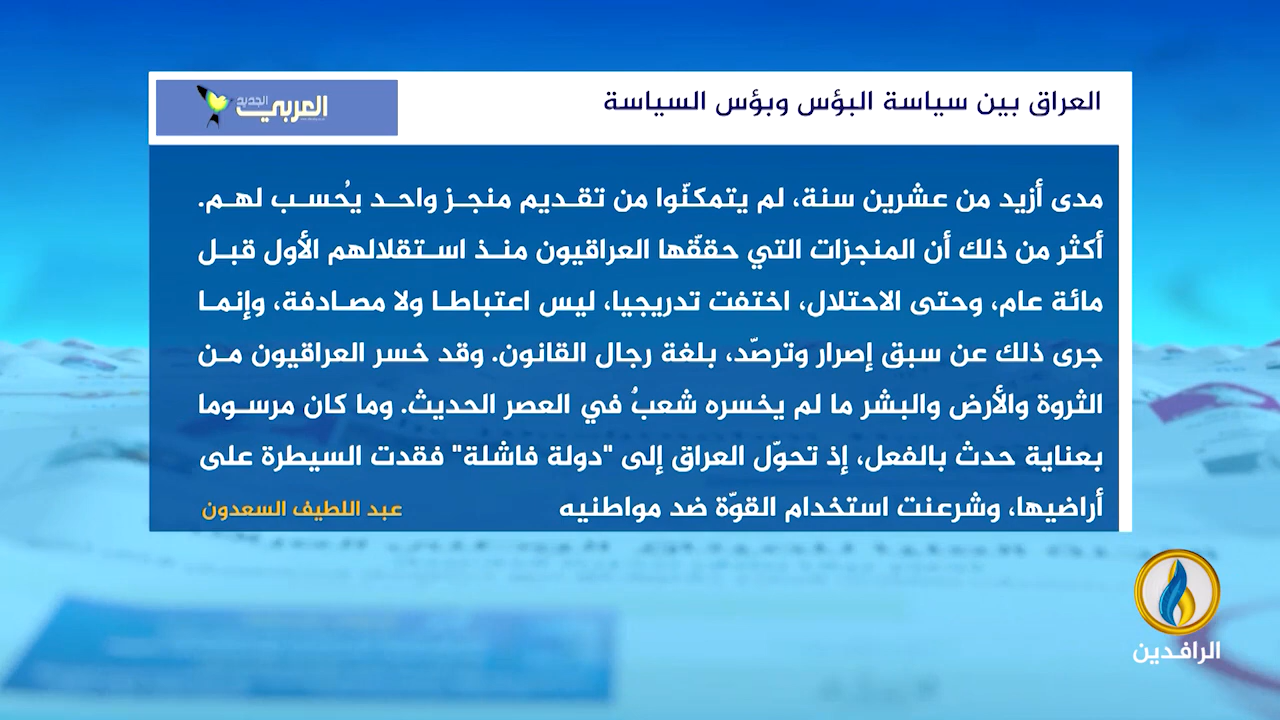 العراق بين سياسة البؤس وبؤس السياسة
العربي الجديد
مدى أزيد من عشرين سنة، لم يتمكنّوا من تقديم منجز واحد يُحسب لهم.
أكثر من ذلك أن المنجزات التي حققّها العراقيون منذ استقلالهم الأول قبل
مائة عام، وحتى الاحتلال، اختفت تدريجيا، ليس اعتباطا ولا مصادفة، وإنما
جرى ذلك عن سبق إصرار وترصّد، بلغة رجال القانون. وقد خسر العراقيون من
الثروة والأرض والبشر ما لم يخسره شعبُ في العصر الحديث. وما كان مرسوما
بعناية حدث بالفعل، إذ تحوّل العراق إلى "دولة فاشلة" فقدت السيطرة على
أراضيها، وشرعنت استخدام القوّة ضد مواطنيه
عبد اللطيف السعدون
الرافدين